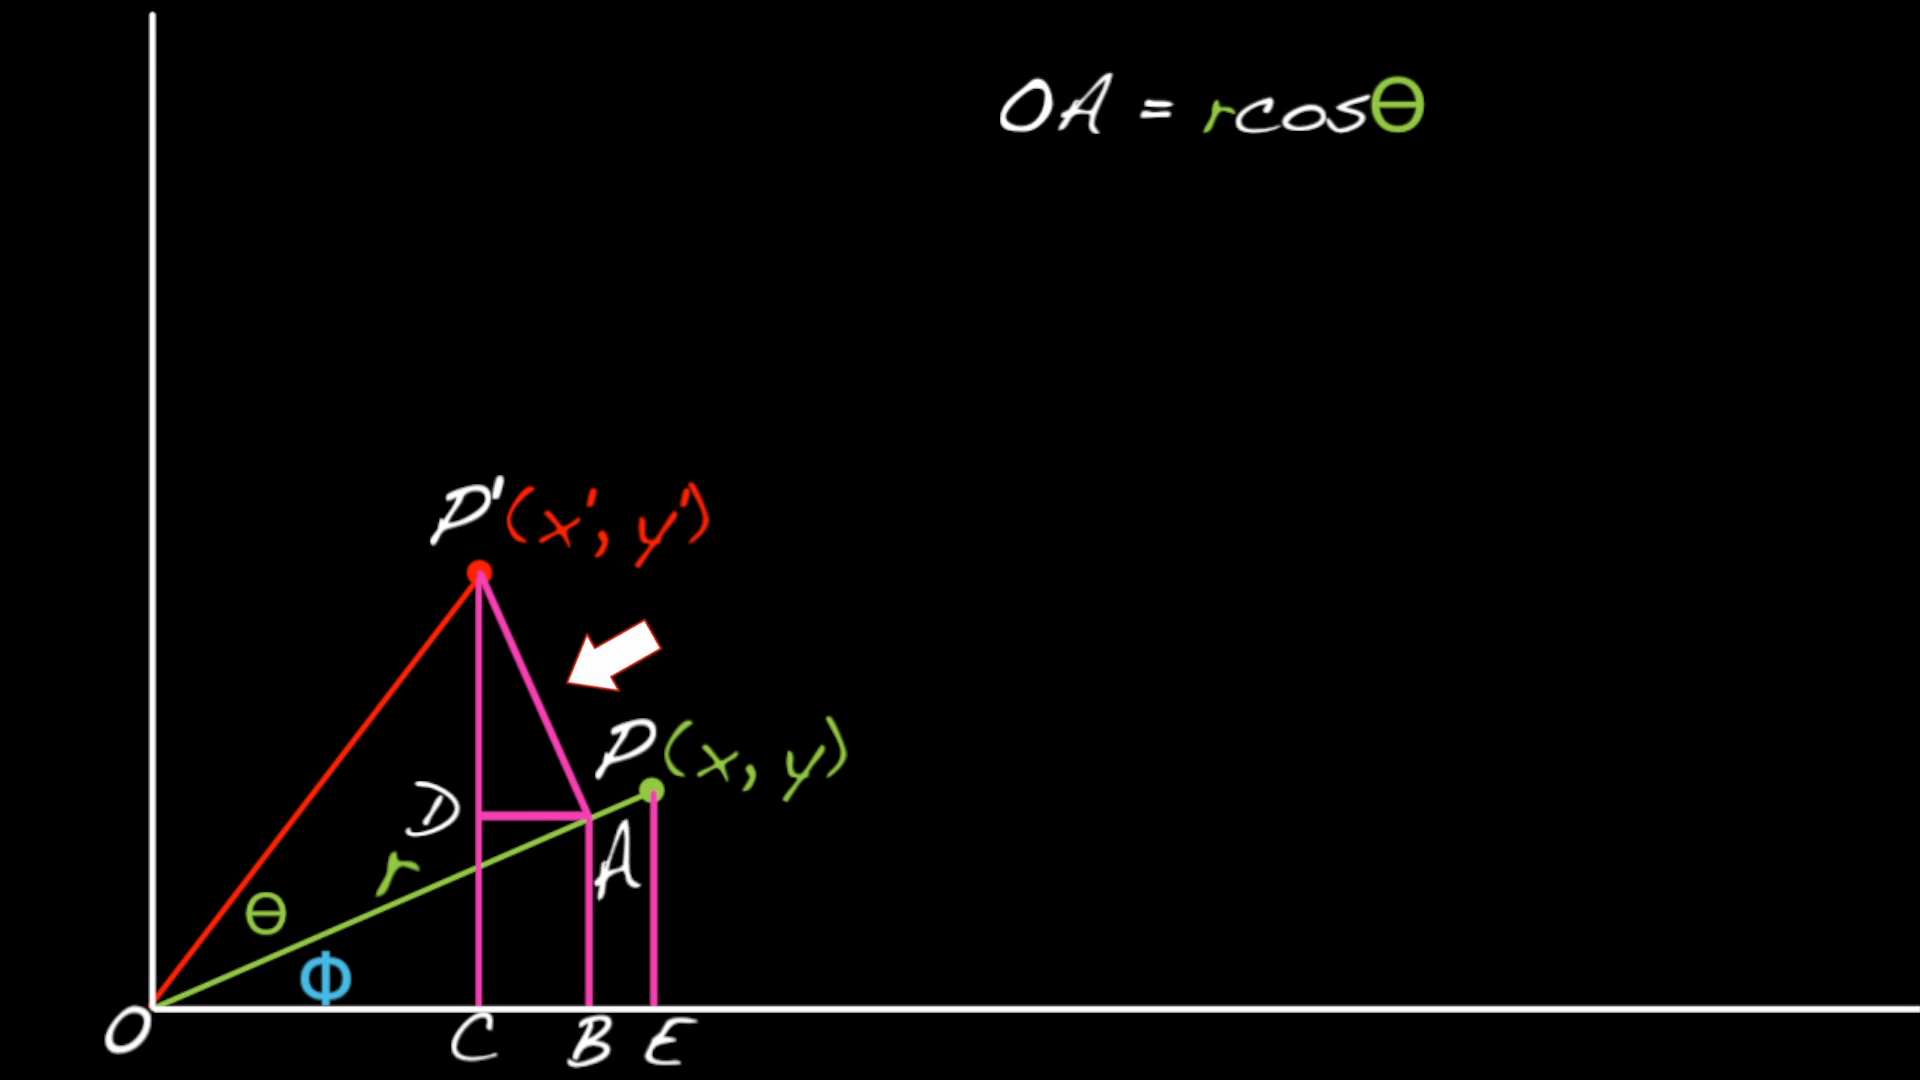 OA = rcosΘ
P'(x', y')
P(x, y)
D
r
A
Θ
Φ
O
C
B
E